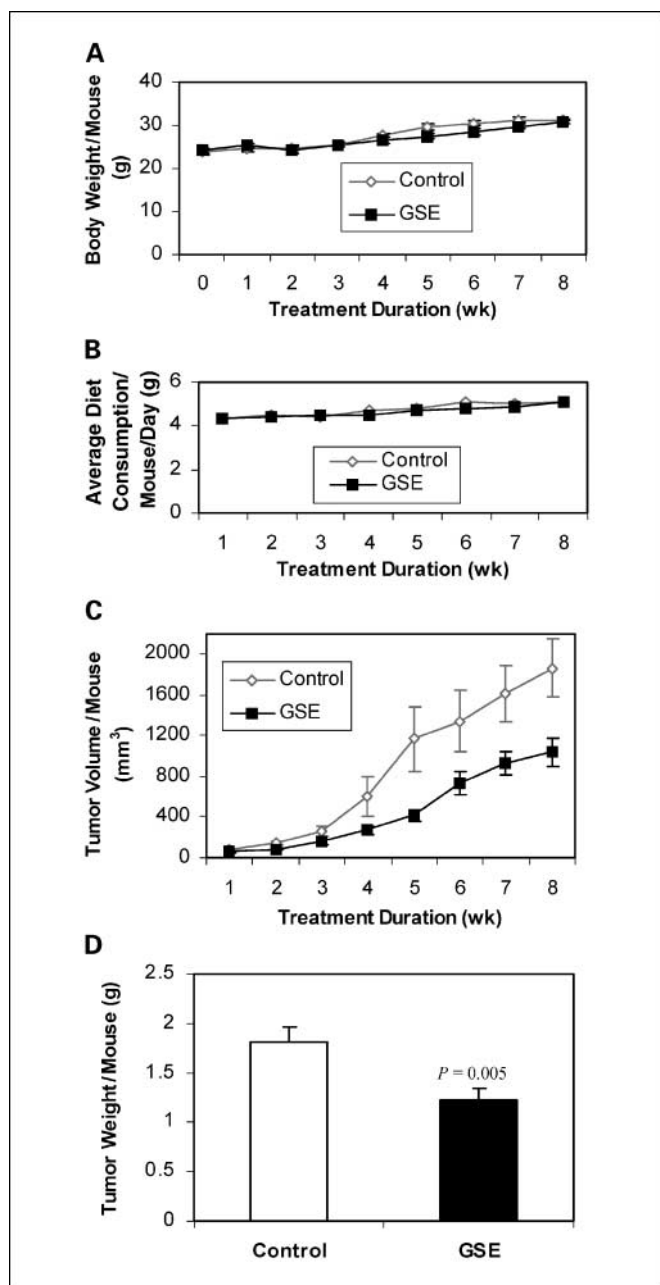 A
Body Weight/Mouse
(g)
40
30
20
10
0
Control
GSE
0 1 2 3 4 5 6 7 8
Treatment Duration (wk)
B
Average Diet
Consumption/
Mouse/Day (g)
6
4
2
0
Control
GSE
1 2 3 4 5 6 7 8
Treatment Duration (wk)
C
Tumor Volume/Mouse
(mm³)
2000
1600
1200
800
400
0
Control
GSE
1 2 3 4 5 6 7 8
Treatment Duration (wk)
D
Tumor Weight/Mouse (g)
2.5
2
1.5
1
0.5
0
P = 0.005
Control GSE